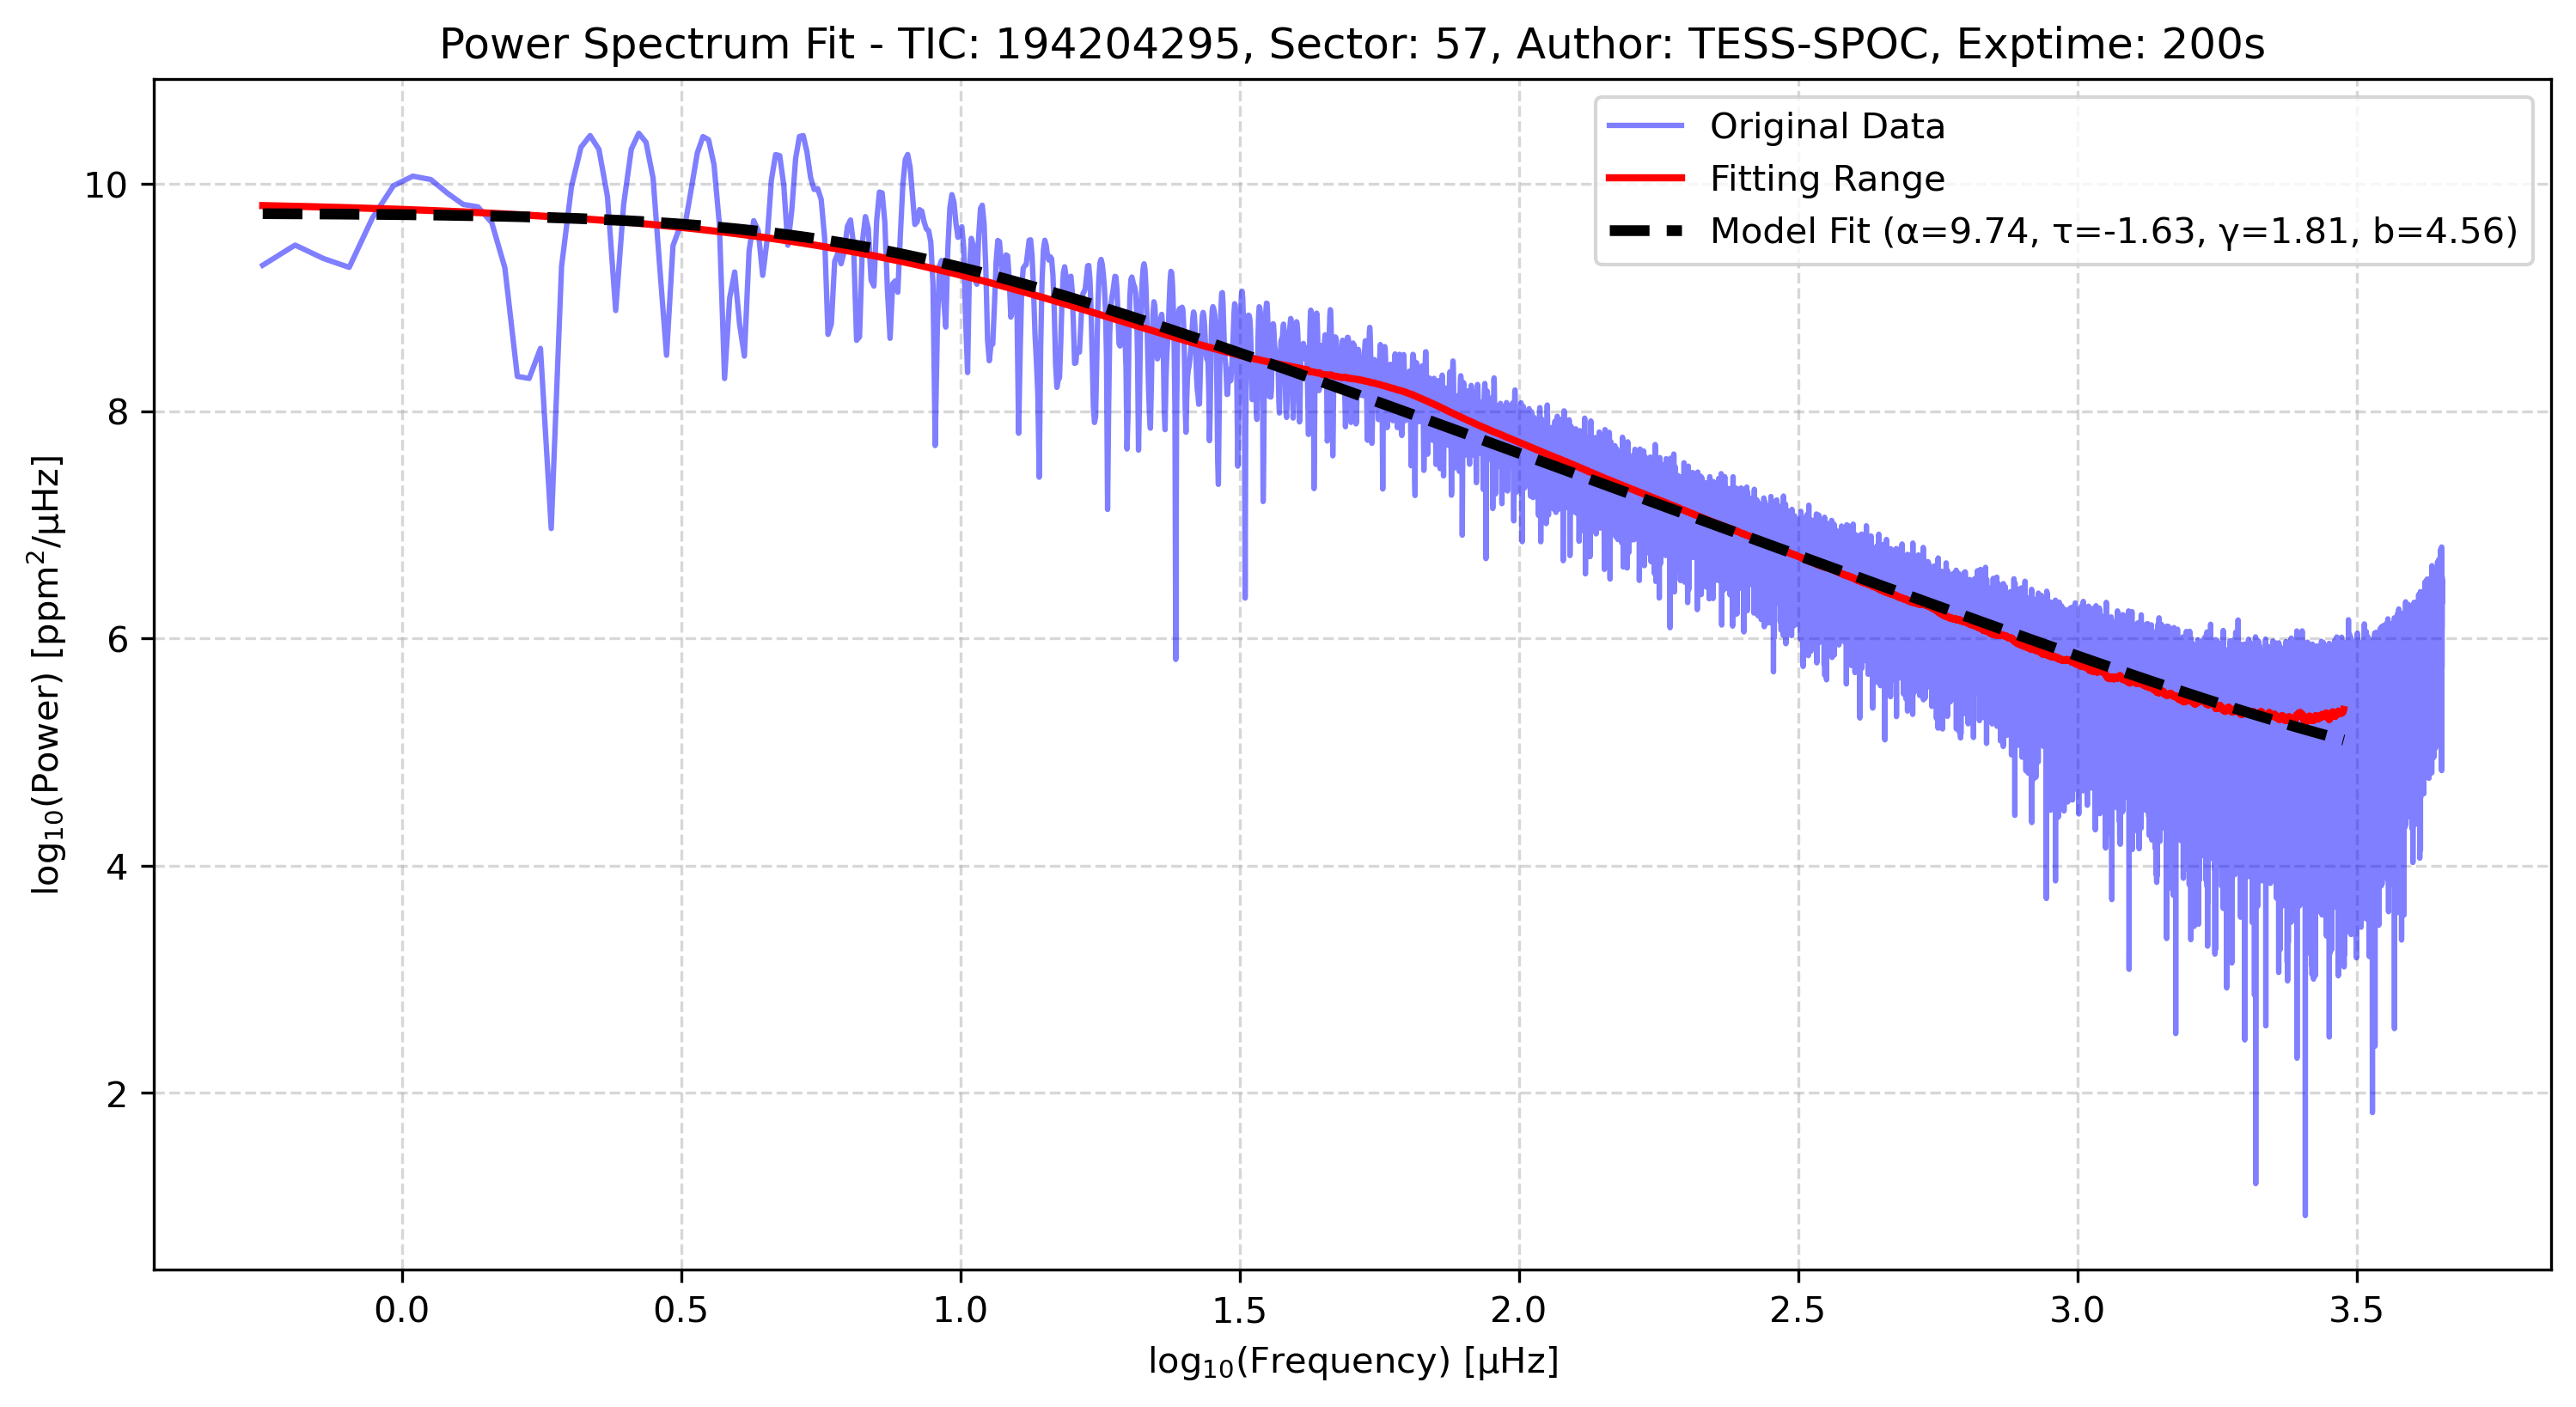 Power Spectrum Fit - TIC: 194204295, Sector: 57, Author: TESS-SPOC, Exptime: 200s
Original Data
Fitting Range
Model Fit (α=9.74, τ=-1.63, γ=1.81, b=4.56)
log₁₀(Power) [ppm²/μHz]
10
8
6
4
2
0.0 0.5 1.0 1.5 2.0 2.5 3.0 3.5
log₁₀(Frequency) [μHz]